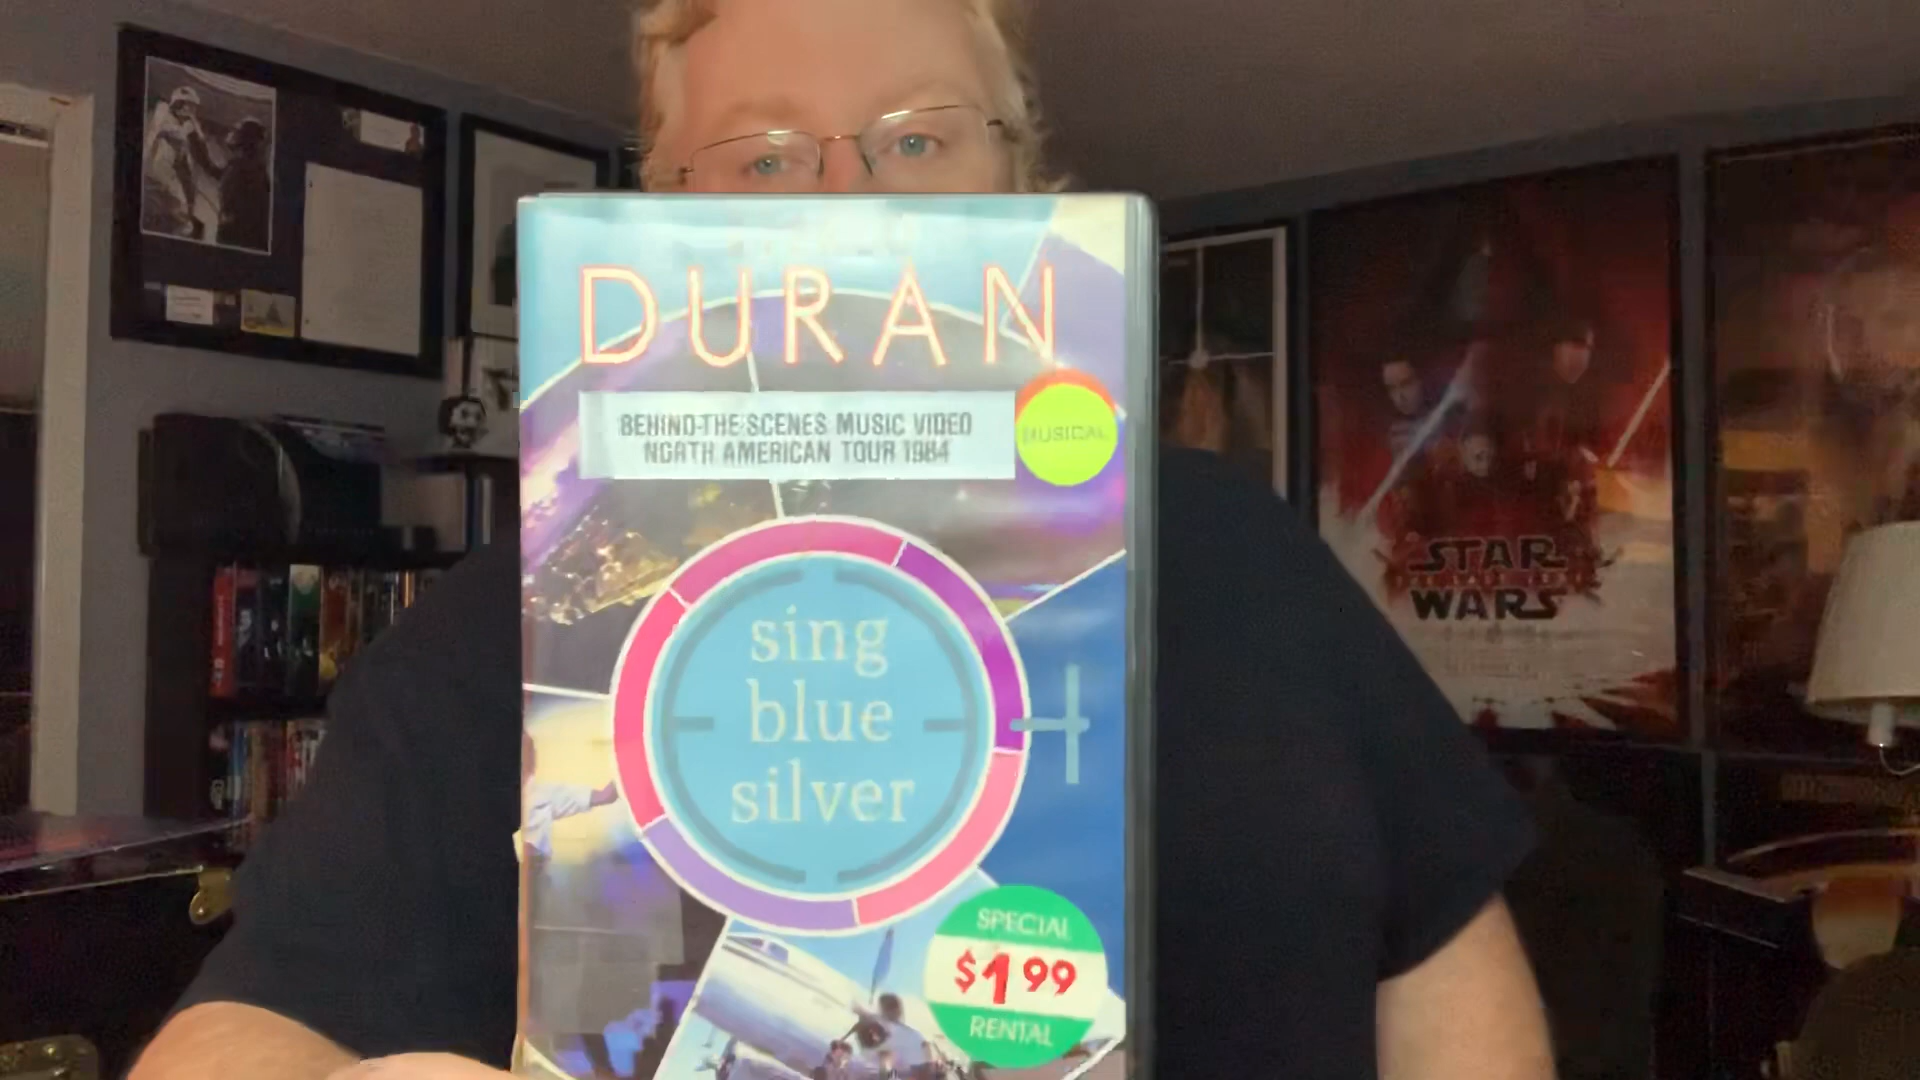 DURAN
BEHIND-THE-SCENES MUSIC VIDEO
NORTH AMERICAN TOUR 1984
MUSICAL
sing
blue
silver
SPECIAL
$1.99
RENTAL
STAR
WARS